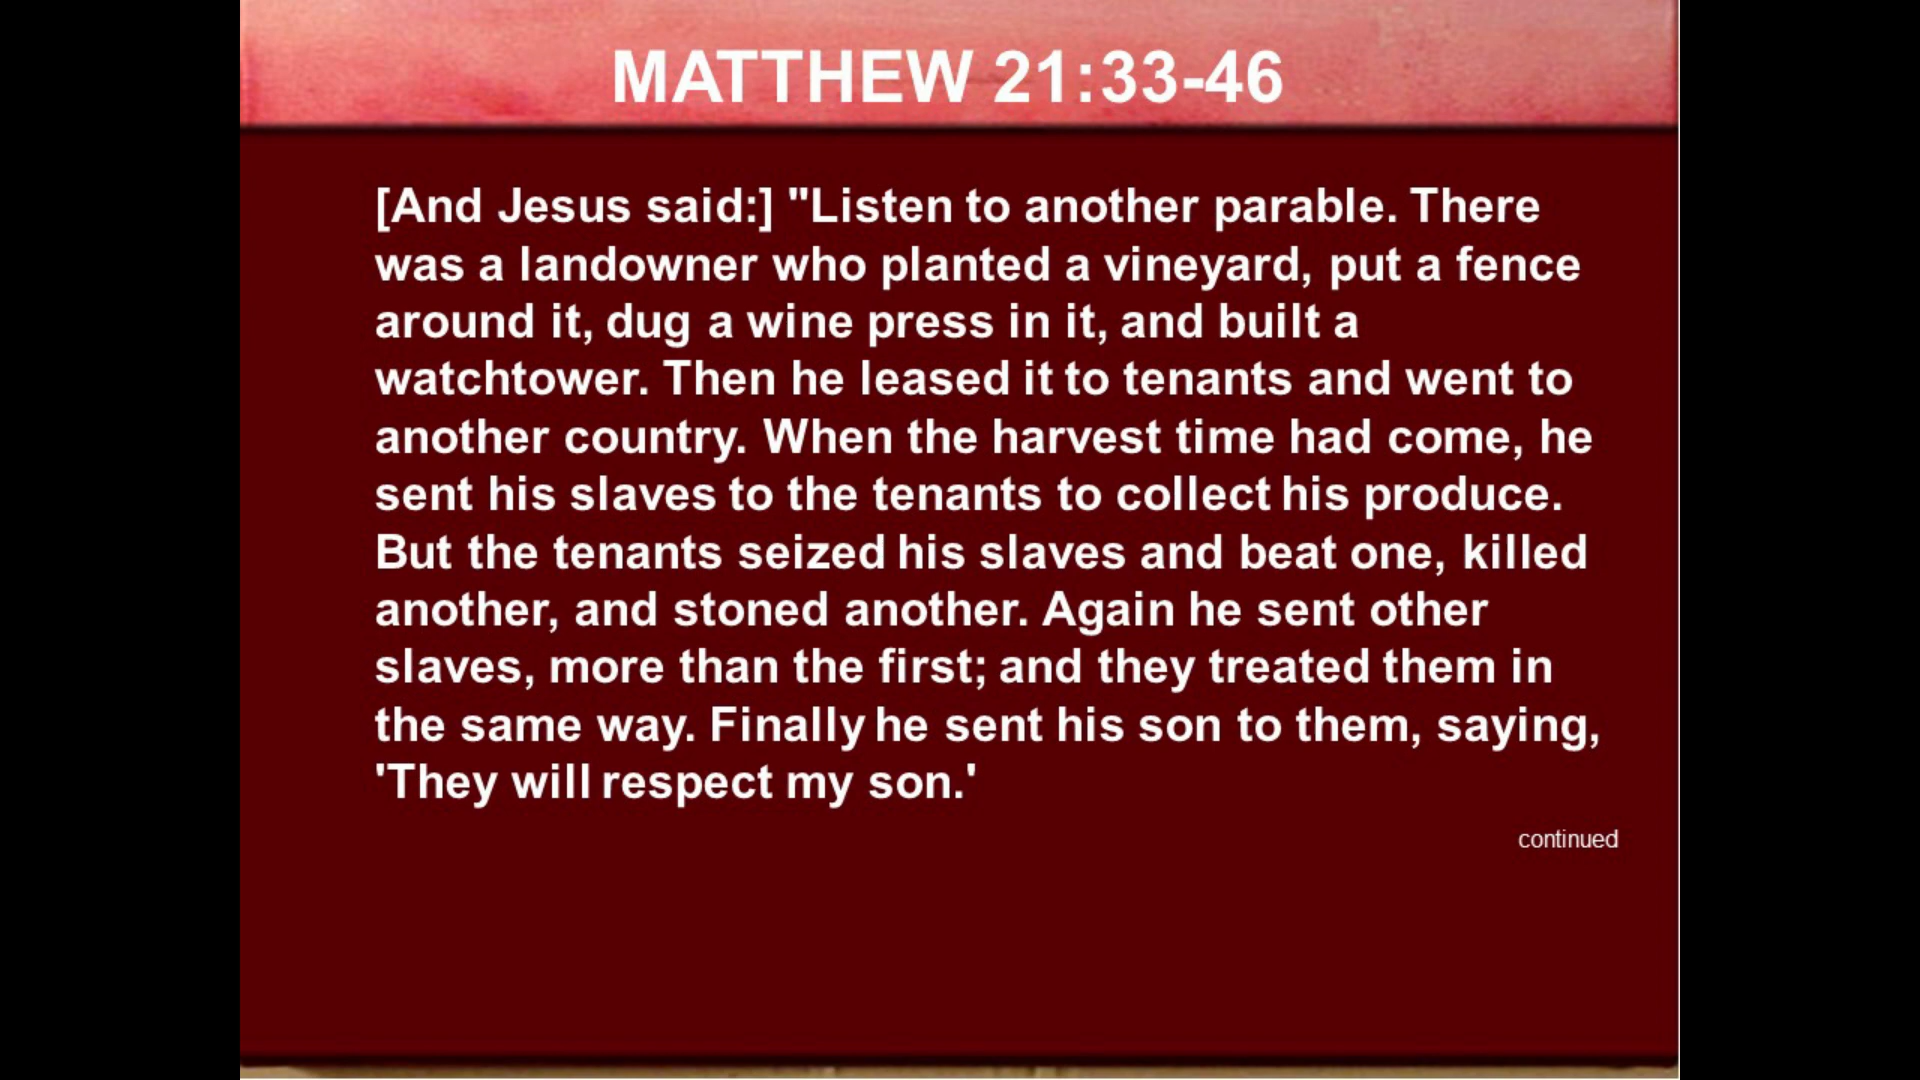 MATTHEW 21:33-46
[And Jesus said:] "Listen to another parable. There
was a landowner who planted a vineyard, put a fence
around it, dug a wine press in it, and built a
watchtower. Then he leased it to tenants and went to
another country. When the harvest time had come, he
sent his slaves to the tenants to collect his produce.
But the tenants seized his slaves and beat one, killed
another, and stoned another. Again he sent other
slaves, more than the first; and they treated them in
the same way. Finally he sent his son to them, saying,
'They will respect my son.'
continued